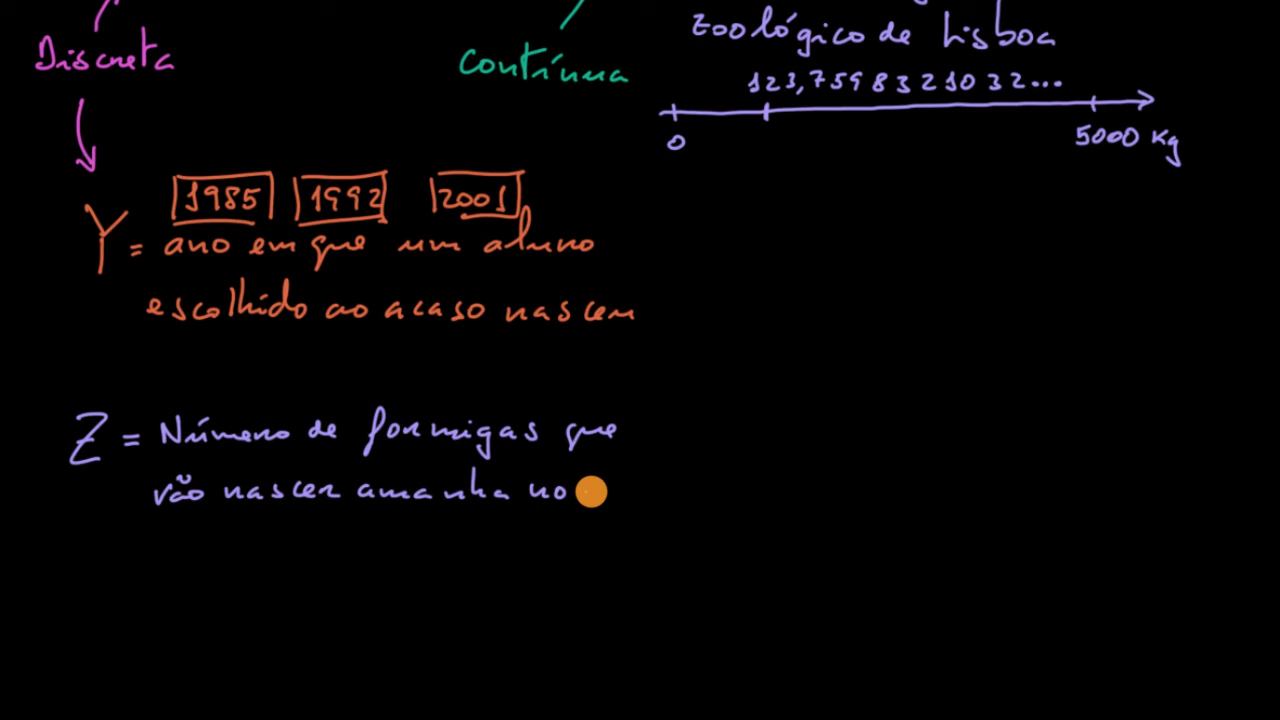 Zoológico de Lisboa
Discreta
Contínua
123,7598321032...
0
5000 Kg
1985 1992 2001
Y = ano em que um aluno
escolhido ao acaso nasceu
Z = Número de formigas que
vão nascer amanha no